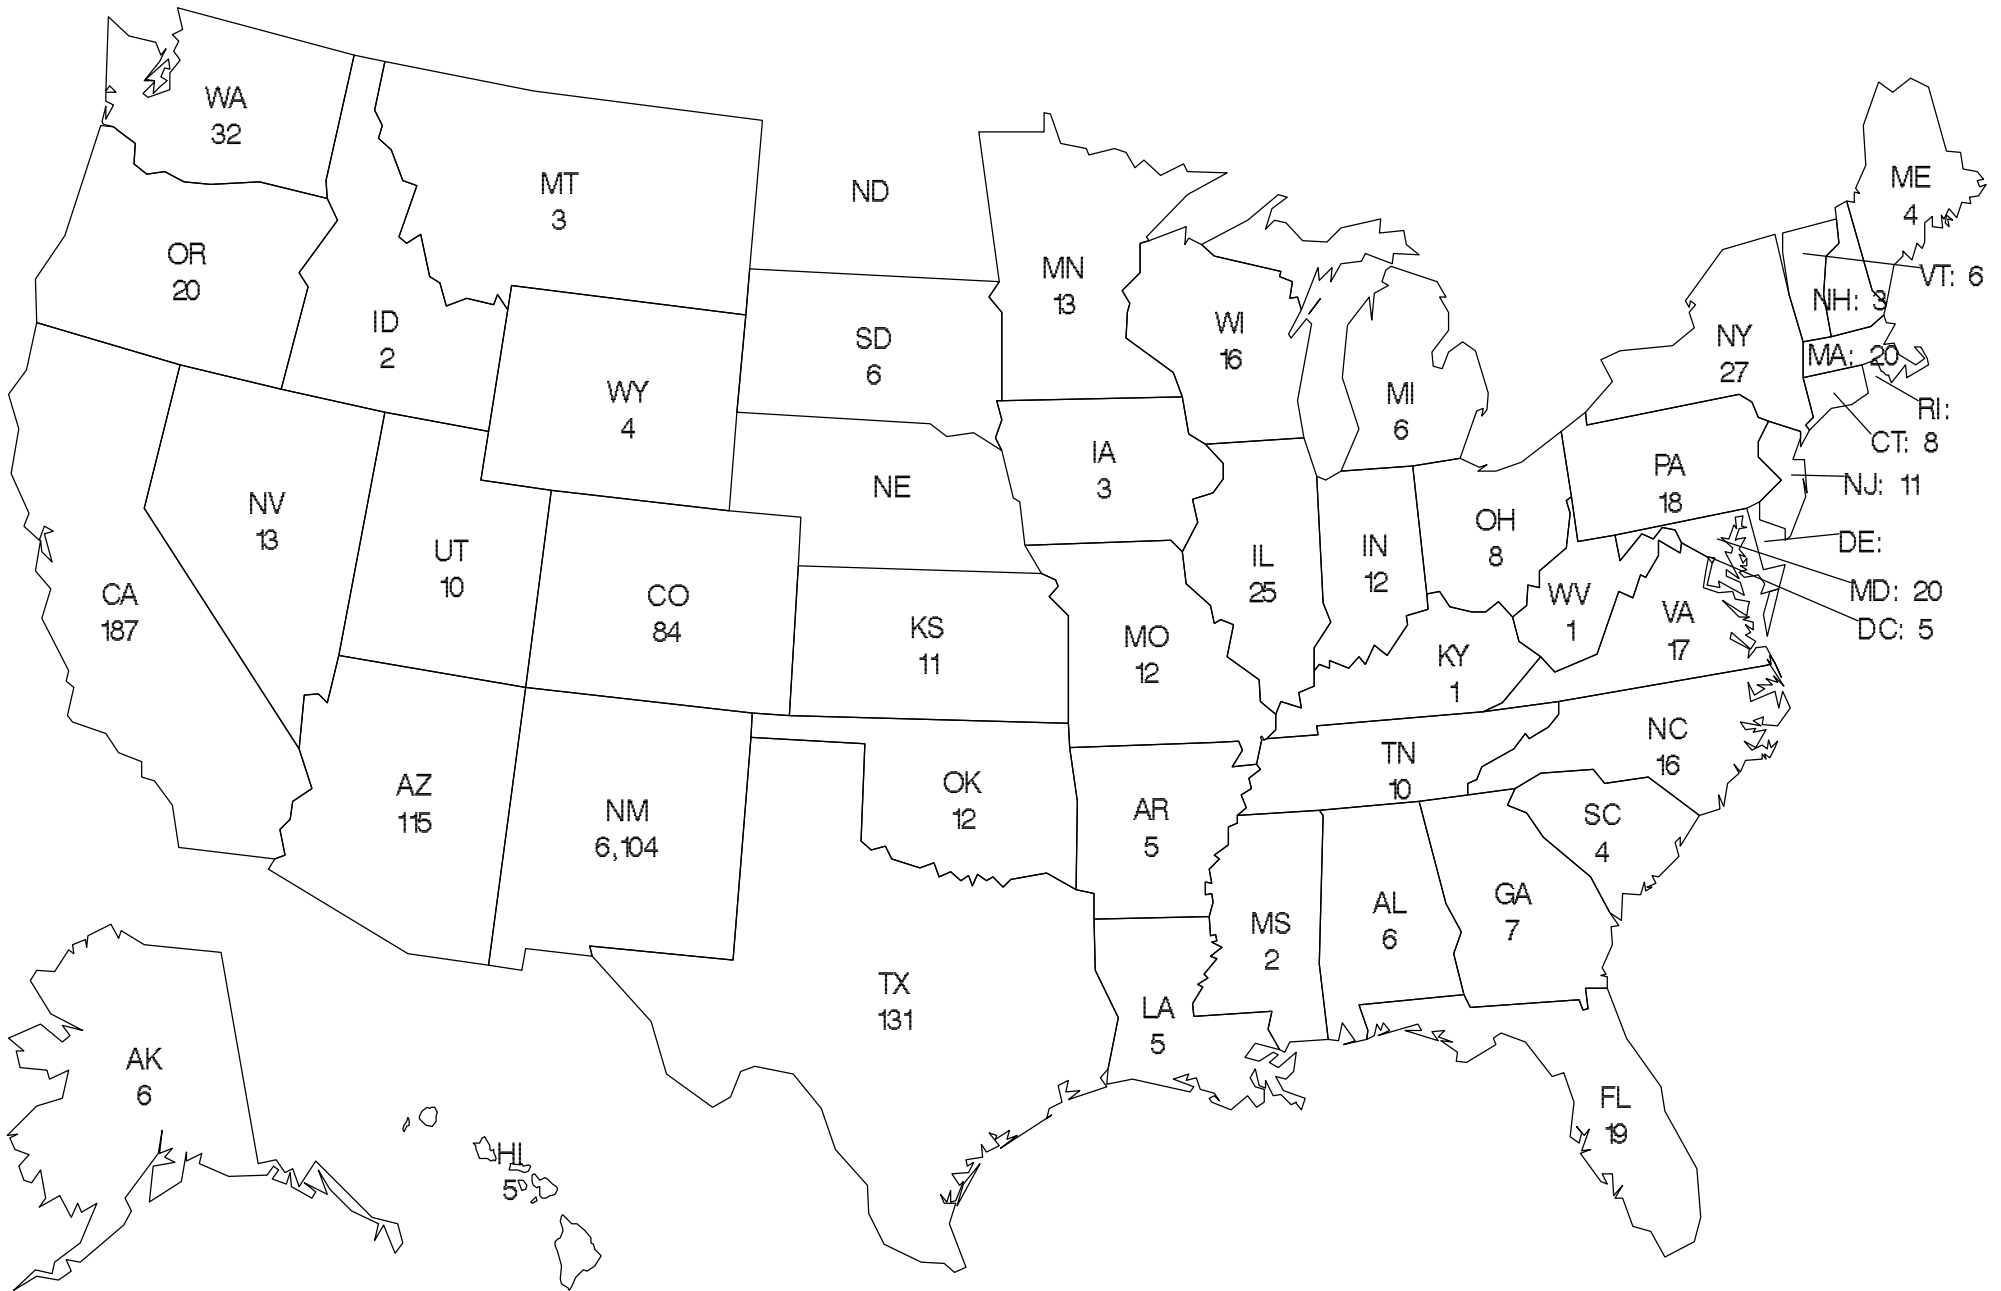 WA
32
MT
3
ND
ME
4
OR
20
ID
2
MN
13
VT: 6
NH: 3
SD
6
WI
16
NY
27
MA: 20
WY
4
MI
6
RI:
CT: 8
NE
IA
3
PA
18
NJ: 11
NV
13
UT
10
OH
8
IN
12
IL
25
DE:
CA
187
CO
84
KS
11
MO
12
WV
1
VA
17
MD: 20
DC: 5
KY
1
AZ
115
NM
6,104
OK
12
AR
5
TN
10
NC
16
SC
4
MS
2
AL
6
GA
7
TX
131
LA
5
AK
6
HI
5
FL
19